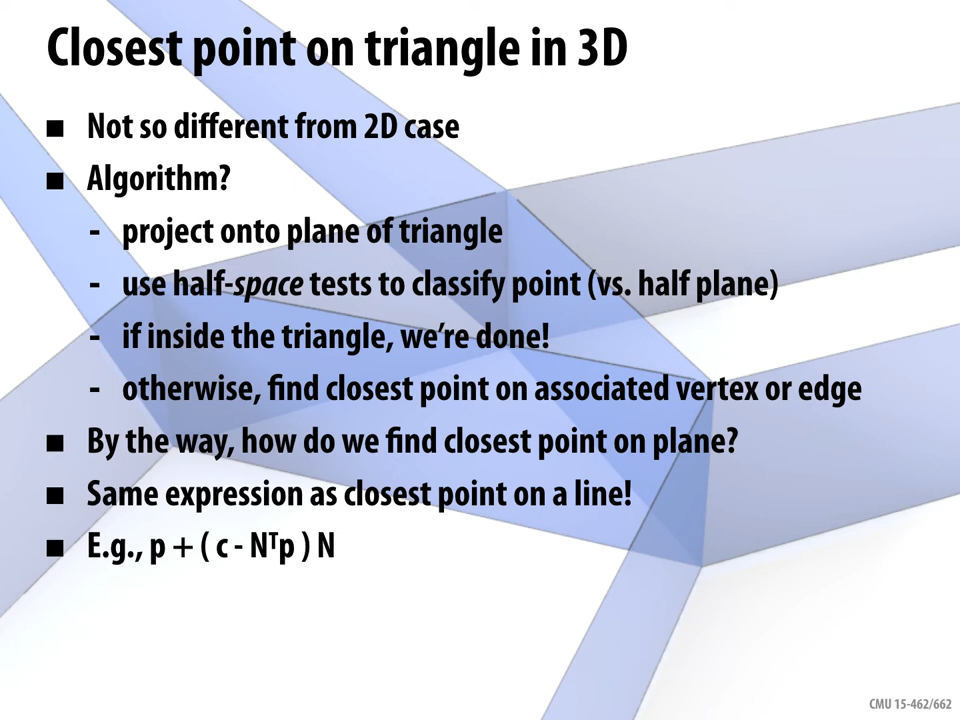 Closest point on triangle in 3D
■ Not so different from 2D case
■ Algorithm?
- project onto plane of triangle
- use half-space tests to classify point (vs. half plane)
- if inside the triangle, we’re done!
- otherwise, find closest point on associated vertex or edge
■ By the way, how do we find closest point on plane?
■ Same expression as closest point on a line!
■ E.g., p + ( c - Nᵀp ) N
CMU 15-462/662